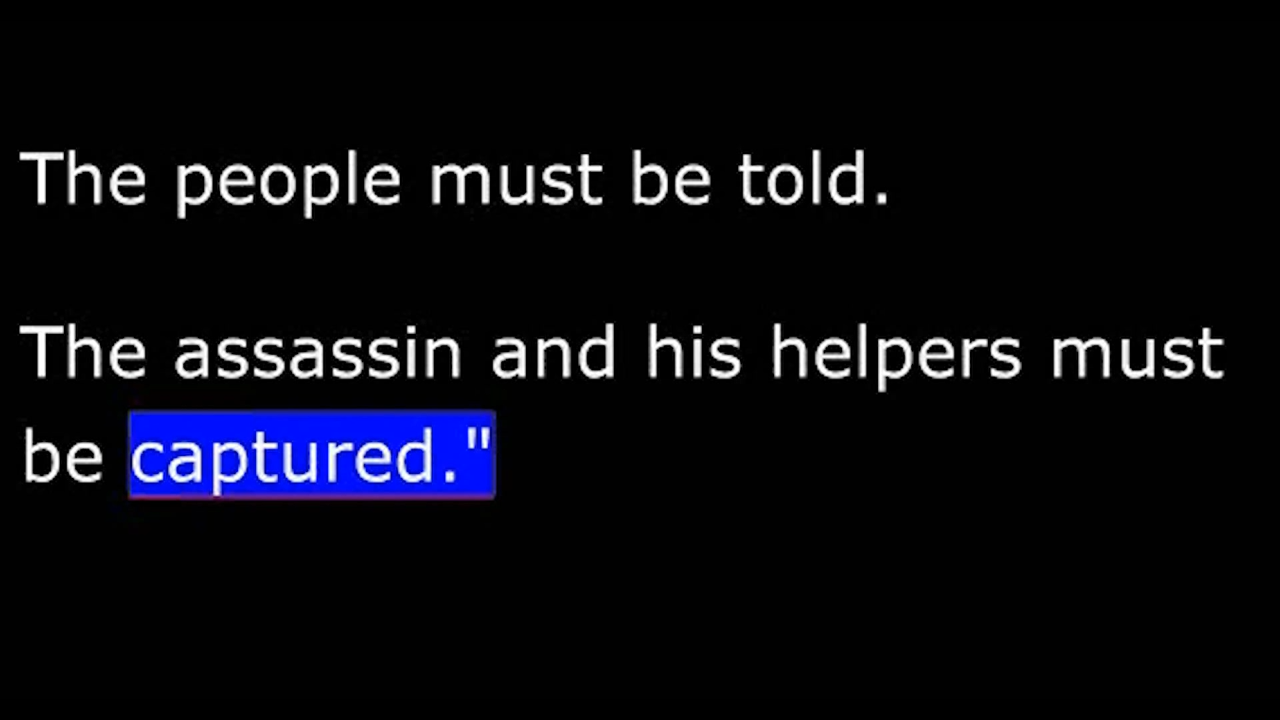 The people must be told.
The assassin and his helpers must
be captured."